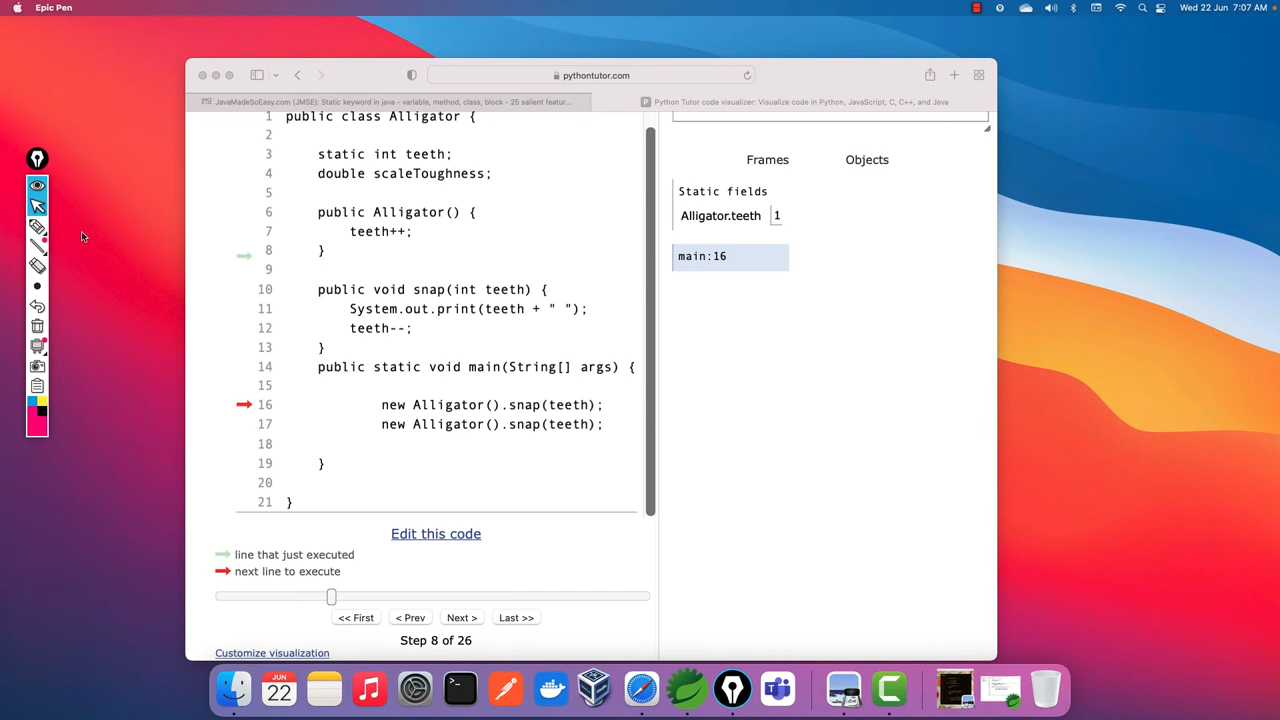 Epic Pen
Wed 22 Jun 7:07 AM
pythontutor.com
JavaMadeSoEasy.com (JMSE): Static keyword in java - variable, method, class, block - 25 salient featur...
Python Tutor code visualizer: Visualize code in Python, JavaScript, C, C++, and Java
1 public class Alligator {
2
3 static int teeth;
4 double scaleToughness;
5
6 public Alligator() {
7 teeth++;
8 }
9
10 public void snap(int teeth) {
11 System.out.print(teeth + " ");
12 teeth--;
13 }
14 public static void main(String[] args) {
15
16 new Alligator().snap(teeth);
17 new Alligator().snap(teeth);
18
19 }
20
21 }
Edit this code
line that just executed
next line to execute
<< First < Prev Next > Last >>
Step 8 of 26
Customize visualization
Frames Objects
Static fields
Alligator.teeth 1
main:16
JUN
22